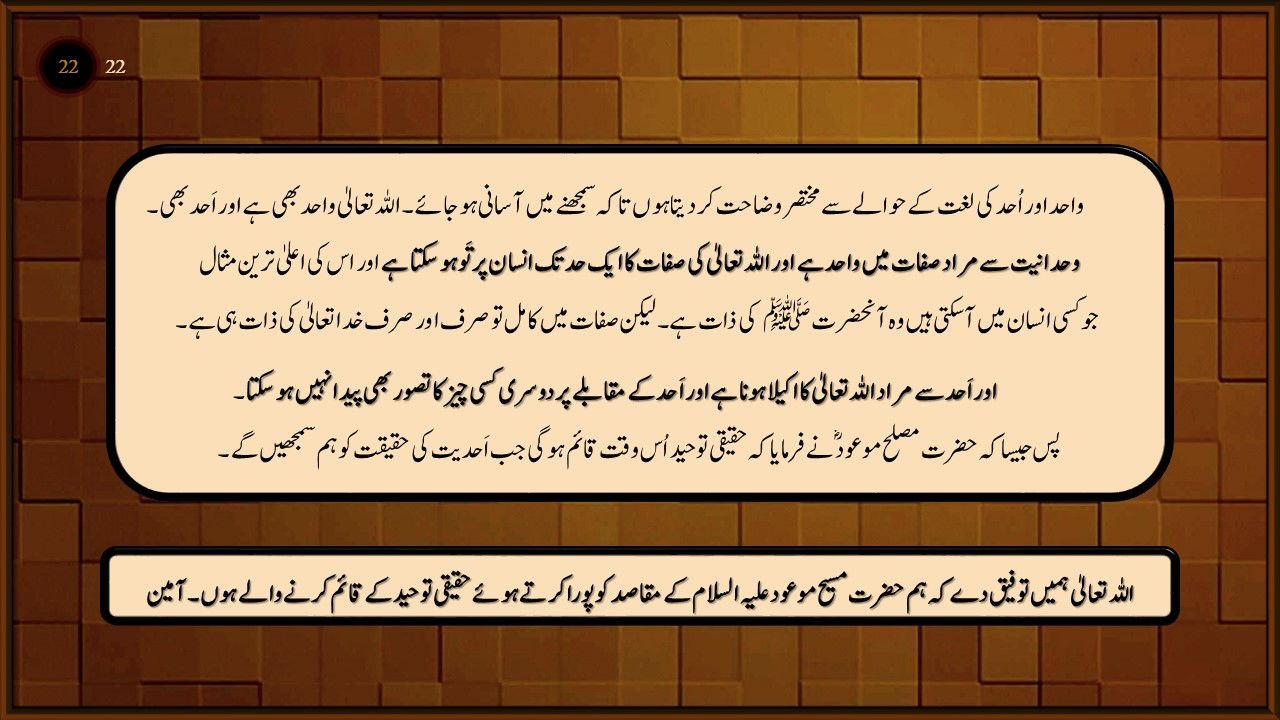 22 22
واحد اور اُحد کی لغت کے حوالے سے مختصر وضاحت کر دیتا ہوں تا کہ سمجھنے میں آسانی ہو جائے۔ اللہ تعالیٰ واحد بھی ہے اور اَحد بھی۔
وحدانیت سے مراد صفات میں واحد ہے اور اللہ تعالیٰ کی صفات کا ایک حد تک انسان پر تَو ہو سکتا ہے اور اس کی اعلیٰ ترین مثال
جو کسی انسان میں آسکتی ہیں وہ آنحضرت ﷺ کی ذات ہے۔ لیکن صفات میں کامل تو صرف اور صرف خدا تعالیٰ کی ذات ہی ہے۔
اور اَحد سے مراد اللہ تعالیٰ کا اکیلا ہونا ہے اور اَحد کے مقابلے پر دوسری کسی چیز کا تصور بھی پیدا نہیں ہو سکتا۔
پس جیسا کہ حضرت مصلح موعودؓ نے فرمایا کہ حقیقی توحید اُس وقت قائم ہو گی جب اَحدیت کی حقیقت کو ہم سمجھیں گے۔
اللہ تعالیٰ ہمیں توفیق دے کہ ہم حضرت مسیح موعود علیہ السلام کے مقاصد کو پورا کرتے ہوئے حقیقی توحید کے قائم کرنے والے ہوں۔ آمین